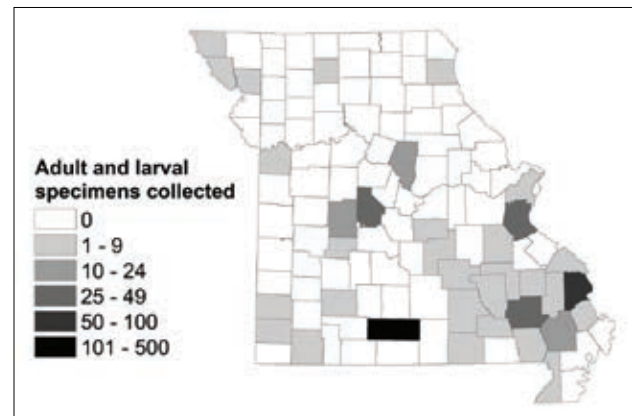 Adult and larval
specimens collected
0
1 - 9
10 - 24
25 - 49
50 - 100
101 - 500